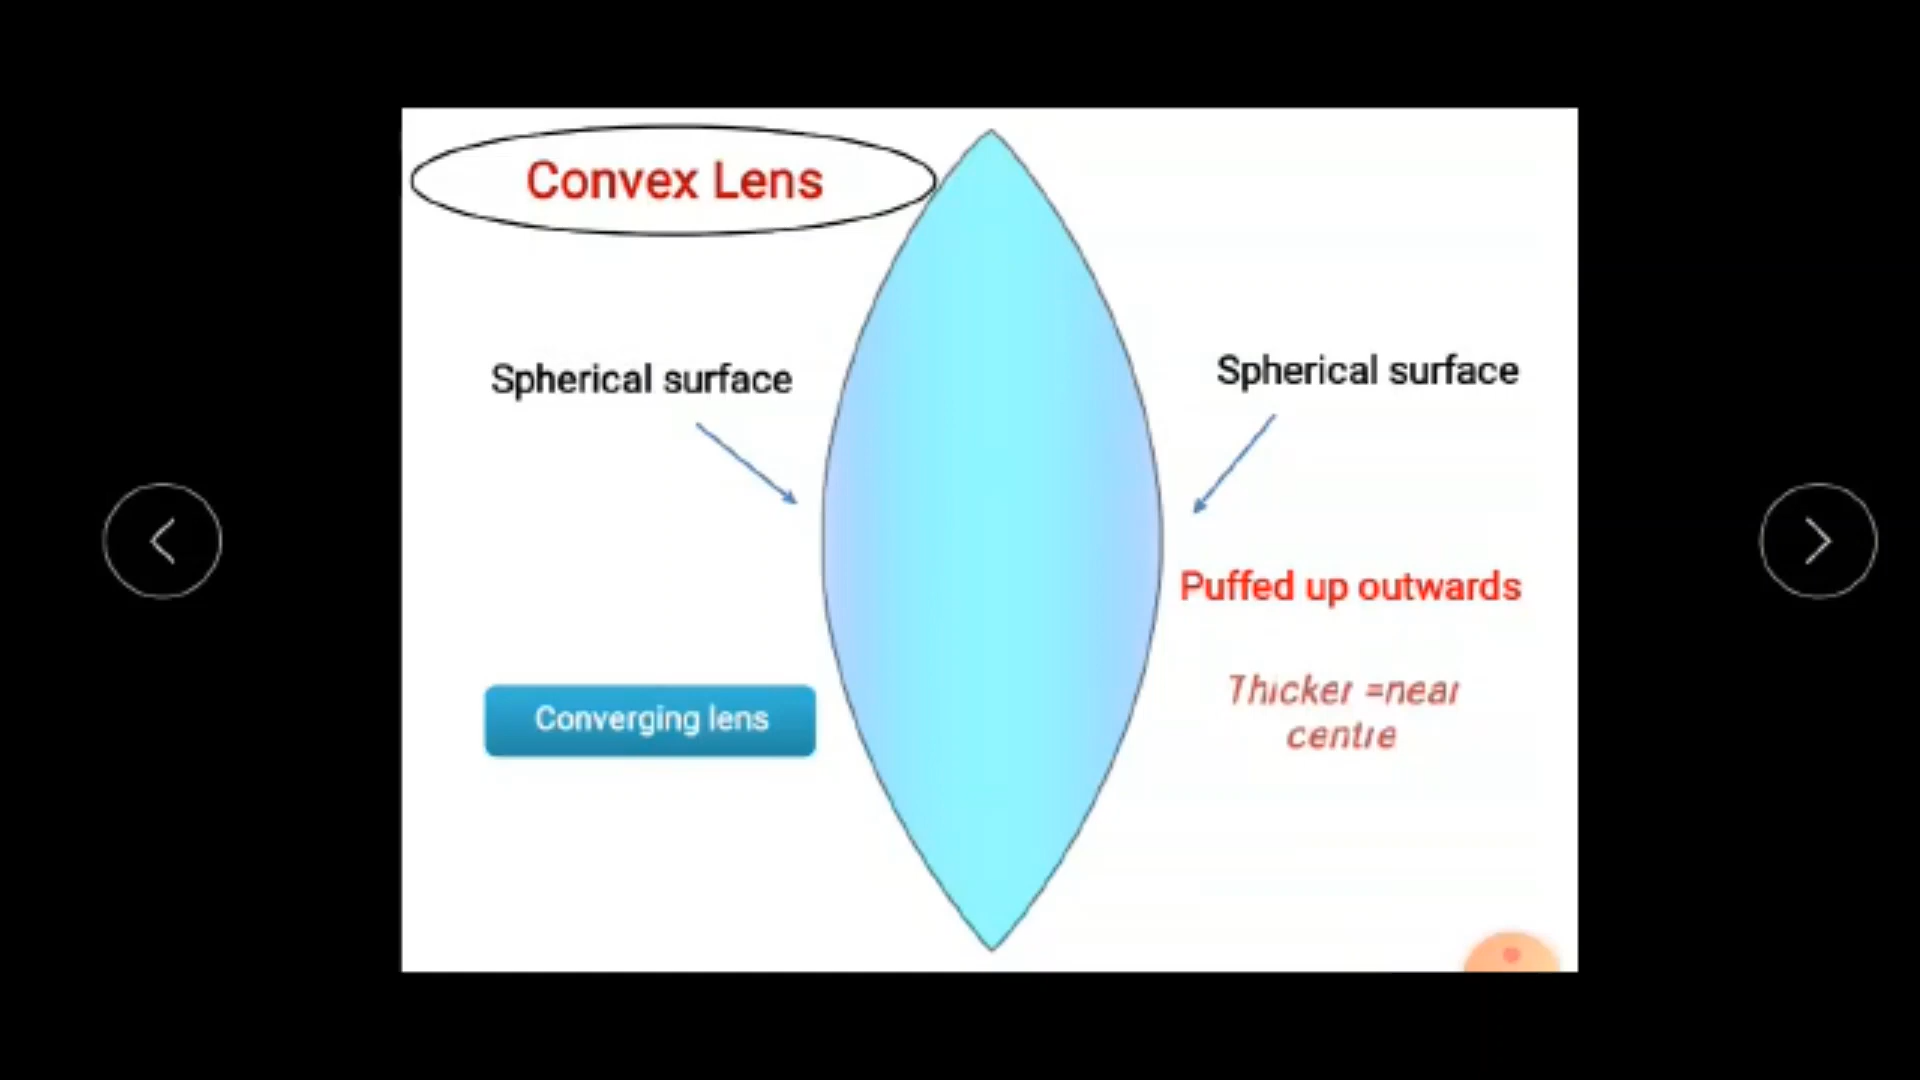 Convex Lens
Spherical surface
Spherical surface
Puffed up outwards
Thicker =near
centre
Converging lens